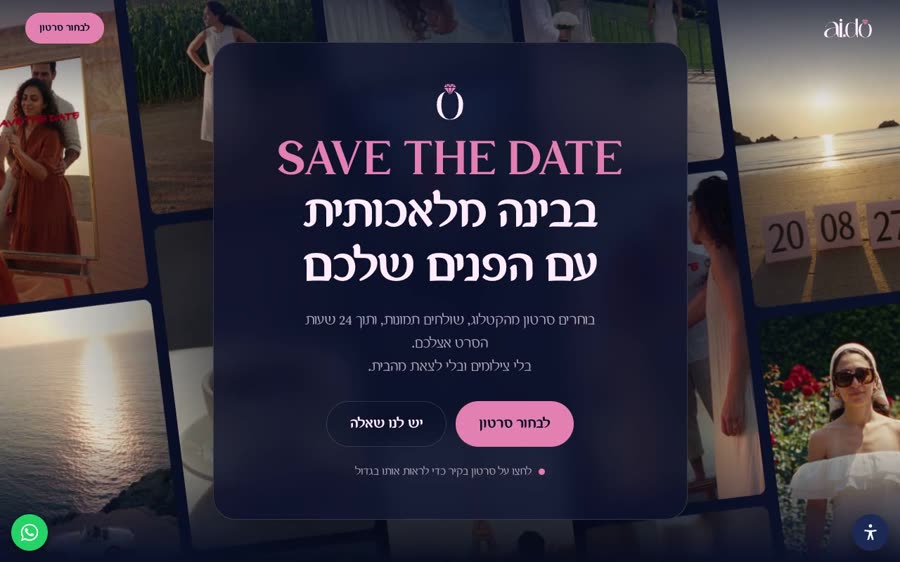 לבחור סרטון
ai.do
SAVE THE DATE
בבינה מלאכותית
עם הפנים שלכם
בוחרים סרטון מהקטלוג, שולחים תמונות, ותוך 24 שעות
הסרט אצלכם.
בלי צילומים ובלי לצאת מהבית.
לבחור סרטון
יש לנו שאלה
לחצו על סרטון בקיר כדי לראות אותו בגדול
SAVE THE DATE
20 08 27